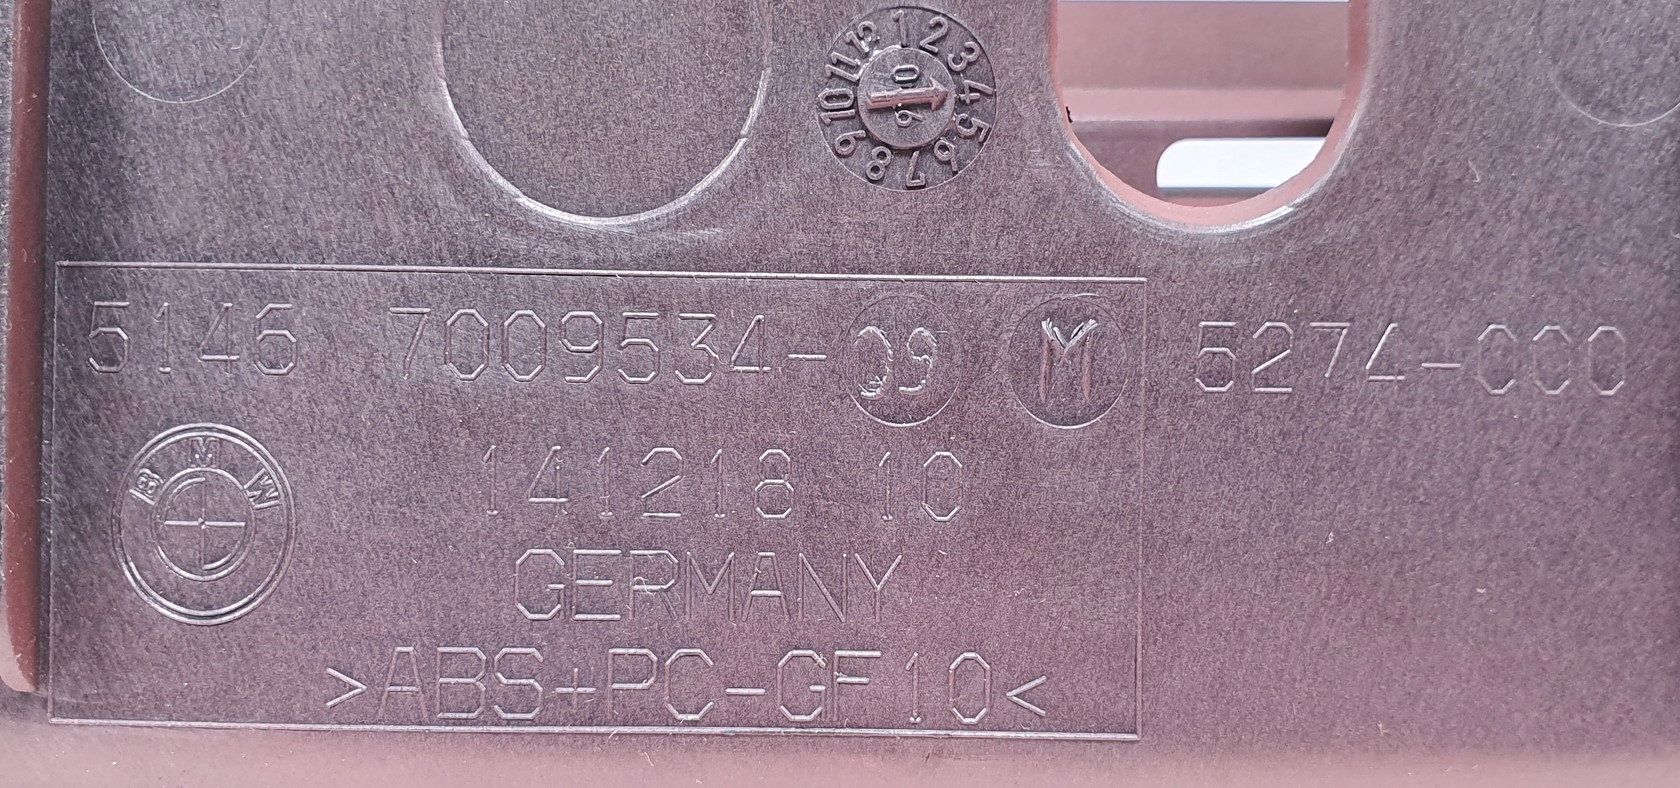 1 2 3 4 5 6 7 8 9 10 11 12
5146 7009534-09 M 5274-000
BMW
141218 10
GERMANY
>ABS+PC-GF10<